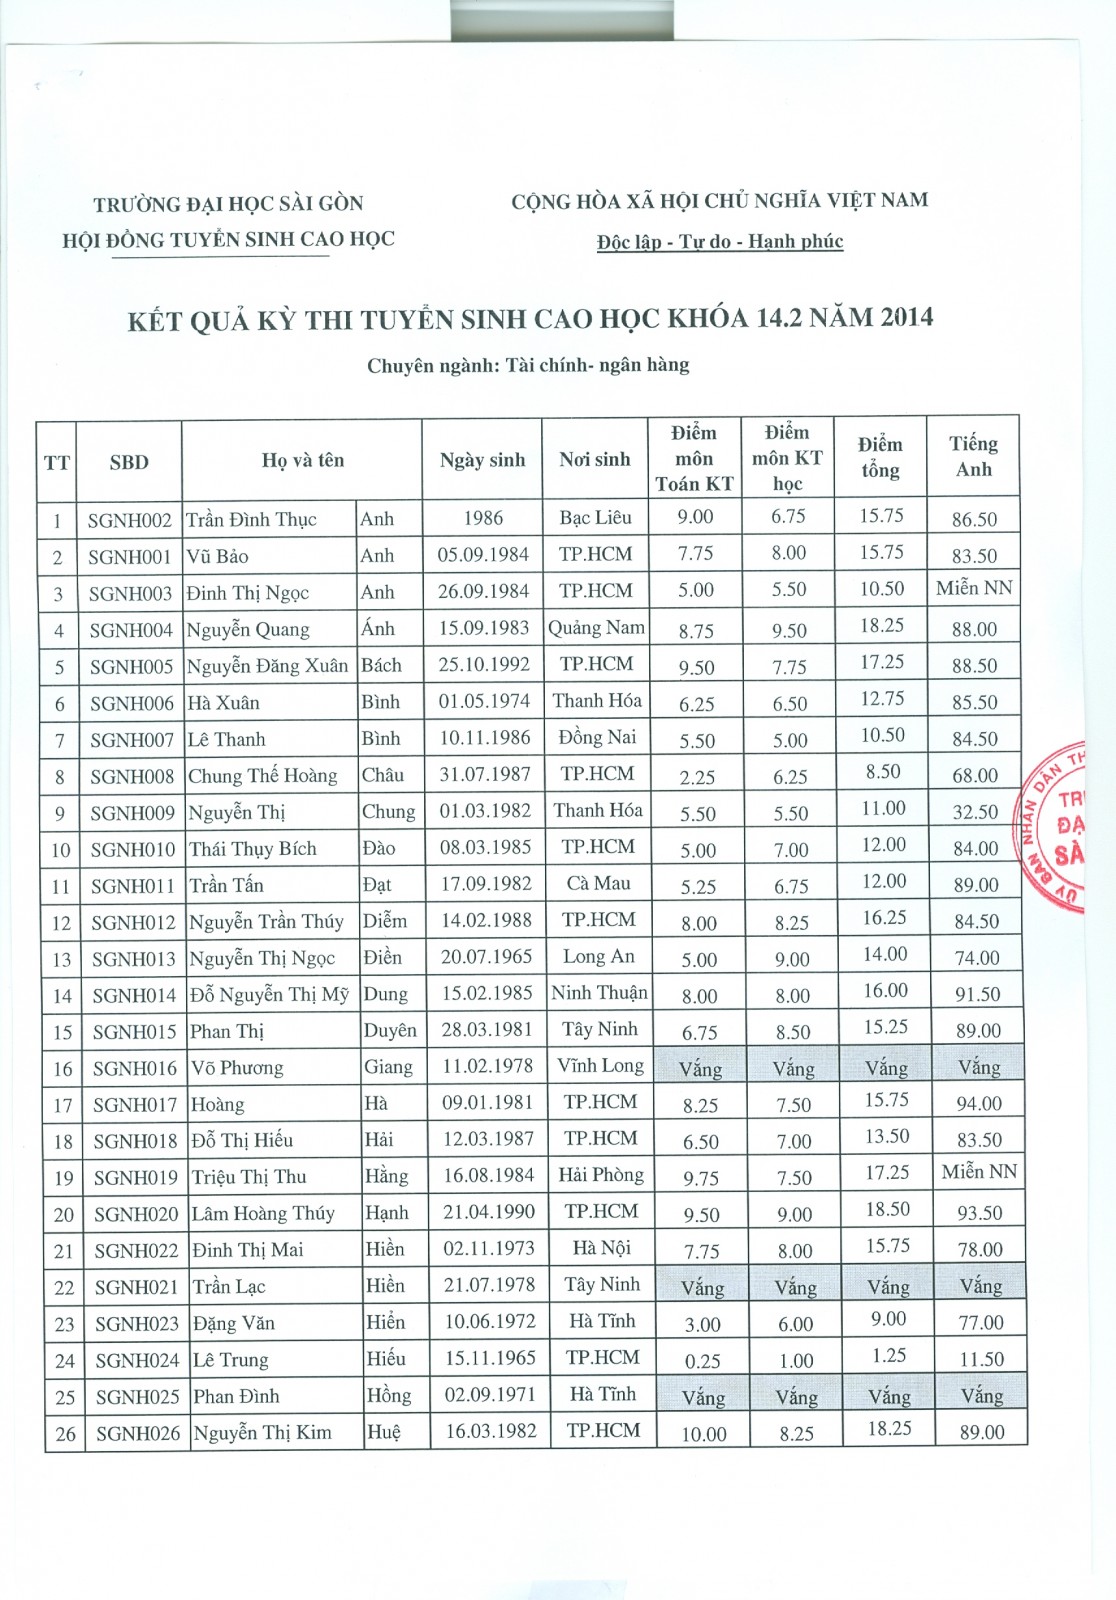 TRƯỜNG ĐẠI HỌC SÀI GÒN
HỘI ĐỒNG TUYỂN SINH CAO HỌC
CỘNG HÒA XÃ HỘI CHỦ NGHĨA VIỆT NAM
Độc lập - Tự do - Hạnh phúc
KẾT QUẢ KỲ THI TUYỂN SINH CAO HỌC KHÓA 14.2 NĂM 2014
Chuyên ngành: Tài chính- ngân hàng
TT SBD Họ và tên Ngày sinh Nơi sinh Điểm môn Toán KT Điểm môn KT học Điểm tổng Tiếng Anh
1 SGNH002 Trần Đình Thục Anh 1986 Bạc Liêu 9.00 6.75 15.75 86.50
2 SGNH001 Vũ Bảo Anh 05.09.1984 TP.HCM 7.75 8.00 15.75 83.50
3 SGNH003 Đinh Thị Ngọc Anh 26.09.1984 TP.HCM 5.00 5.50 10.50 Miễn NN
4 SGNH004 Nguyễn Quang Ánh 15.09.1983 Quảng Nam 8.75 9.50 18.25 88.00
5 SGNH005 Nguyễn Đăng Xuân Bách 25.10.1992 TP.HCM 9.50 7.75 17.25 88.50
6 SGNH006 Hà Xuân Bình 01.05.1974 Thanh Hóa 6.25 6.50 12.75 85.50
7 SGNH007 Lê Thanh Bình 10.11.1986 Đồng Nai 5.50 5.00 10.50 84.50
8 SGNH008 Chung Thế Hoàng Châu 31.07.1987 TP.HCM 2.25 6.25 8.50 68.00
9 SGNH009 Nguyễn Thị Chung 01.03.1982 Thanh Hóa 5.50 5.50 11.00 32.50
10 SGNH010 Thái Thụy Bích Đào 08.03.1985 TP.HCM 5.00 7.00 12.00 84.00
11 SGNH011 Trần Tấn Đạt 17.09.1982 Cà Mau 5.25 6.75 12.00 89.00
12 SGNH012 Nguyễn Trần Thúy Diễm 14.02.1988 TP.HCM 8.00 8.25 16.25 84.50
13 SGNH013 Nguyễn Thị Ngọc Điền 20.07.1965 Long An 5.00 9.00 14.00 74.00
14 SGNH014 Đỗ Nguyễn Thị Mỹ Dung 15.02.1985 Ninh Thuận 8.00 8.00 16.00 91.50
15 SGNH015 Phan Thị Duyên 28.03.1981 Tây Ninh 6.75 8.50 15.25 89.00
16 SGNH016 Võ Phương Giang 11.02.1978 Vĩnh Long Vắng Vắng Vắng Vắng
17 SGNH017 Hoàng Hà 09.01.1981 TP.HCM 8.25 7.50 15.75 94.00
18 SGNH018 Đỗ Thị Hiếu Hải 12.03.1987 TP.HCM 6.50 7.00 13.50 83.50
19 SGNH019 Triệu Thị Thu Hằng 16.08.1984 Hải Phòng 9.75 7.50 17.25 Miễn NN
20 SGNH020 Lâm Hoàng Thúy Hạnh 21.04.1990 TP.HCM 9.50 9.00 18.50 93.50
21 SGNH022 Đinh Thị Mai Hiền 02.11.1973 Hà Nội 7.75 8.00 15.75 78.00
22 SGNH021 Trần Lạc Hiền 21.07.1978 Tây Ninh Vắng Vắng Vắng Vắng
23 SGNH023 Đặng Văn Hiển 10.06.1972 Hà Tĩnh 3.00 6.00 9.00 77.00
24 SGNH024 Lê Trung Hiếu 15.11.1965 TP.HCM 0.25 1.00 1.25 11.50
25 SGNH025 Phan Đình Hồng 02.09.1971 Hà Tĩnh Vắng Vắng Vắng Vắng
26 SGNH026 Nguyễn Thị Kim Huệ 16.03.1982 TP.HCM 10.00 8.25 18.25 89.00
ỦY BAN NHÂN DÂN